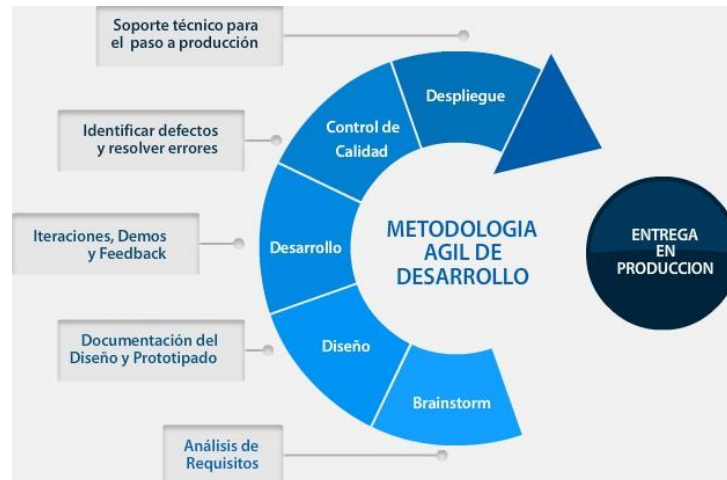 Soporte técnico para
el paso a producción
Despliegue
Identificar defectos
y resolver errores
Control de
Calidad
Iteraciones, Demos
y Feedback
Desarrollo
METODOLOGIA
AGIL DE
DESARROLLO
ENTREGA
EN
PRODUCCION
Documentación del
Diseño y Prototipado
Diseño
Brainstorm
Análisis de
Requisitos